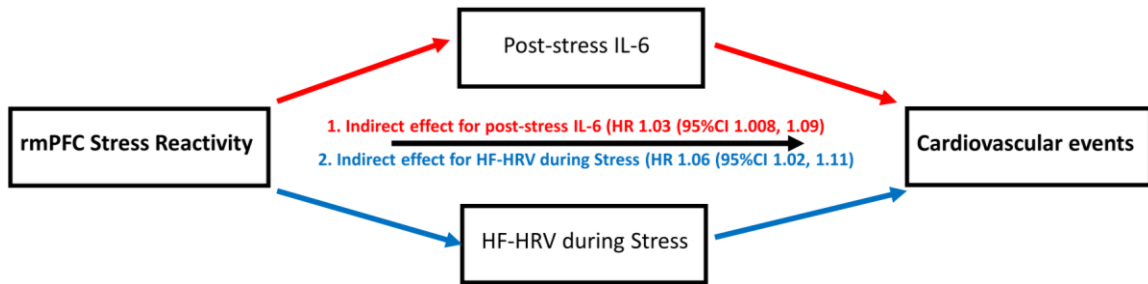 Post-stress IL-6
rmPFC Stress Reactivity
1. Indirect effect for post-stress IL-6 (HR 1.03 (95%CI 1.008, 1.09)
2. Indirect effect for HF-HRV during Stress (HR 1.06 (95%CI 1.02, 1.11)
Cardiovascular events
HF-HRV during Stress